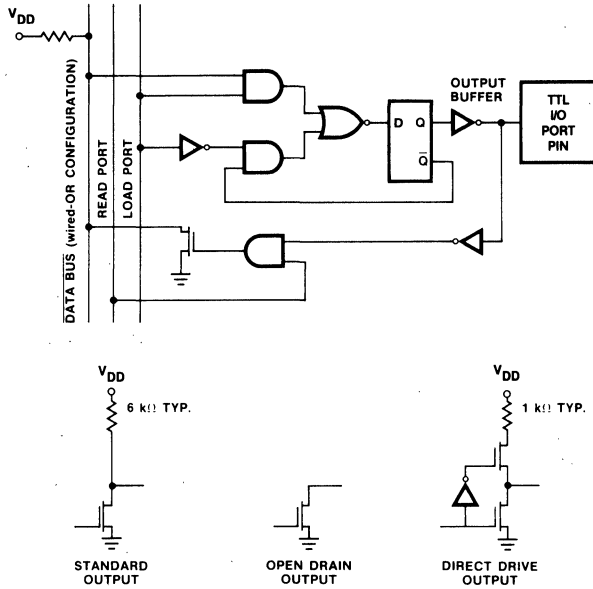 VDD
DATA BUS (wired-OR CONFIGURATION)
READ PORT
LOAD PORT
D Q
Q̅
OUTPUT
BUFFER
TTL
I/O
PORT
PIN
VDD
6 kΩ TYP.
STANDARD
OUTPUT
OPEN DRAIN
OUTPUT
VDD
1 kΩ TYP.
DIRECT DRIVE
OUTPUT